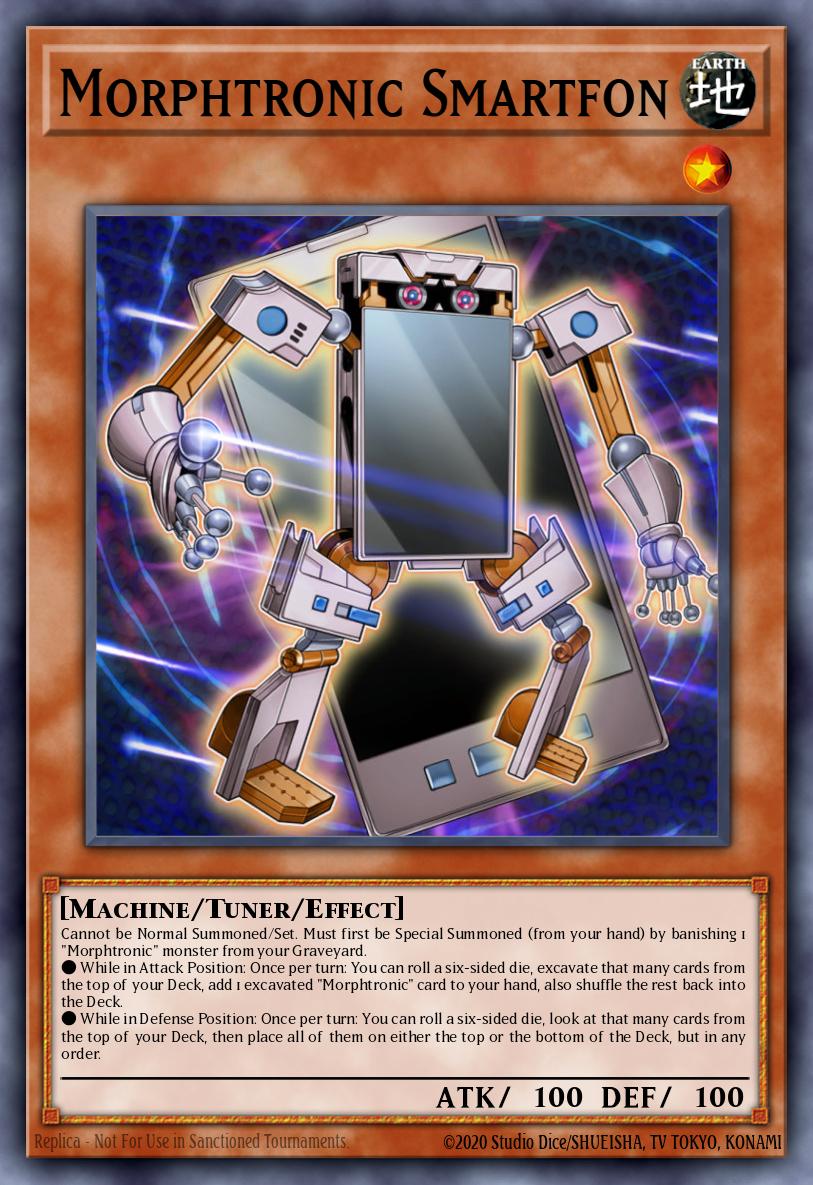 Morphtronic Smartfon
EARTH
地
[Machine/Tuner/Effect]
Cannot be Normal Summoned/Set. Must first be Special Summoned (from your hand) by banishing 1
"Morphtronic" monster from your Graveyard.
● While in Attack Position: Once per turn: You can roll a six-sided die, excavate that many cards from
the top of your Deck, add 1 excavated "Morphtronic" card to your hand, also shuffle the rest back into
the Deck.
● While in Defense Position: Once per turn: You can roll a six-sided die, look at that many cards from
the top of your Deck, then place all of them on either the top or the bottom of the Deck, but in any
order.
ATK/ 100 DEF/ 100
Replica - Not For Use in Sanctioned Tournaments.
©2020 Studio Dice/SHUEISHA, TV TOKYO, KONAMI